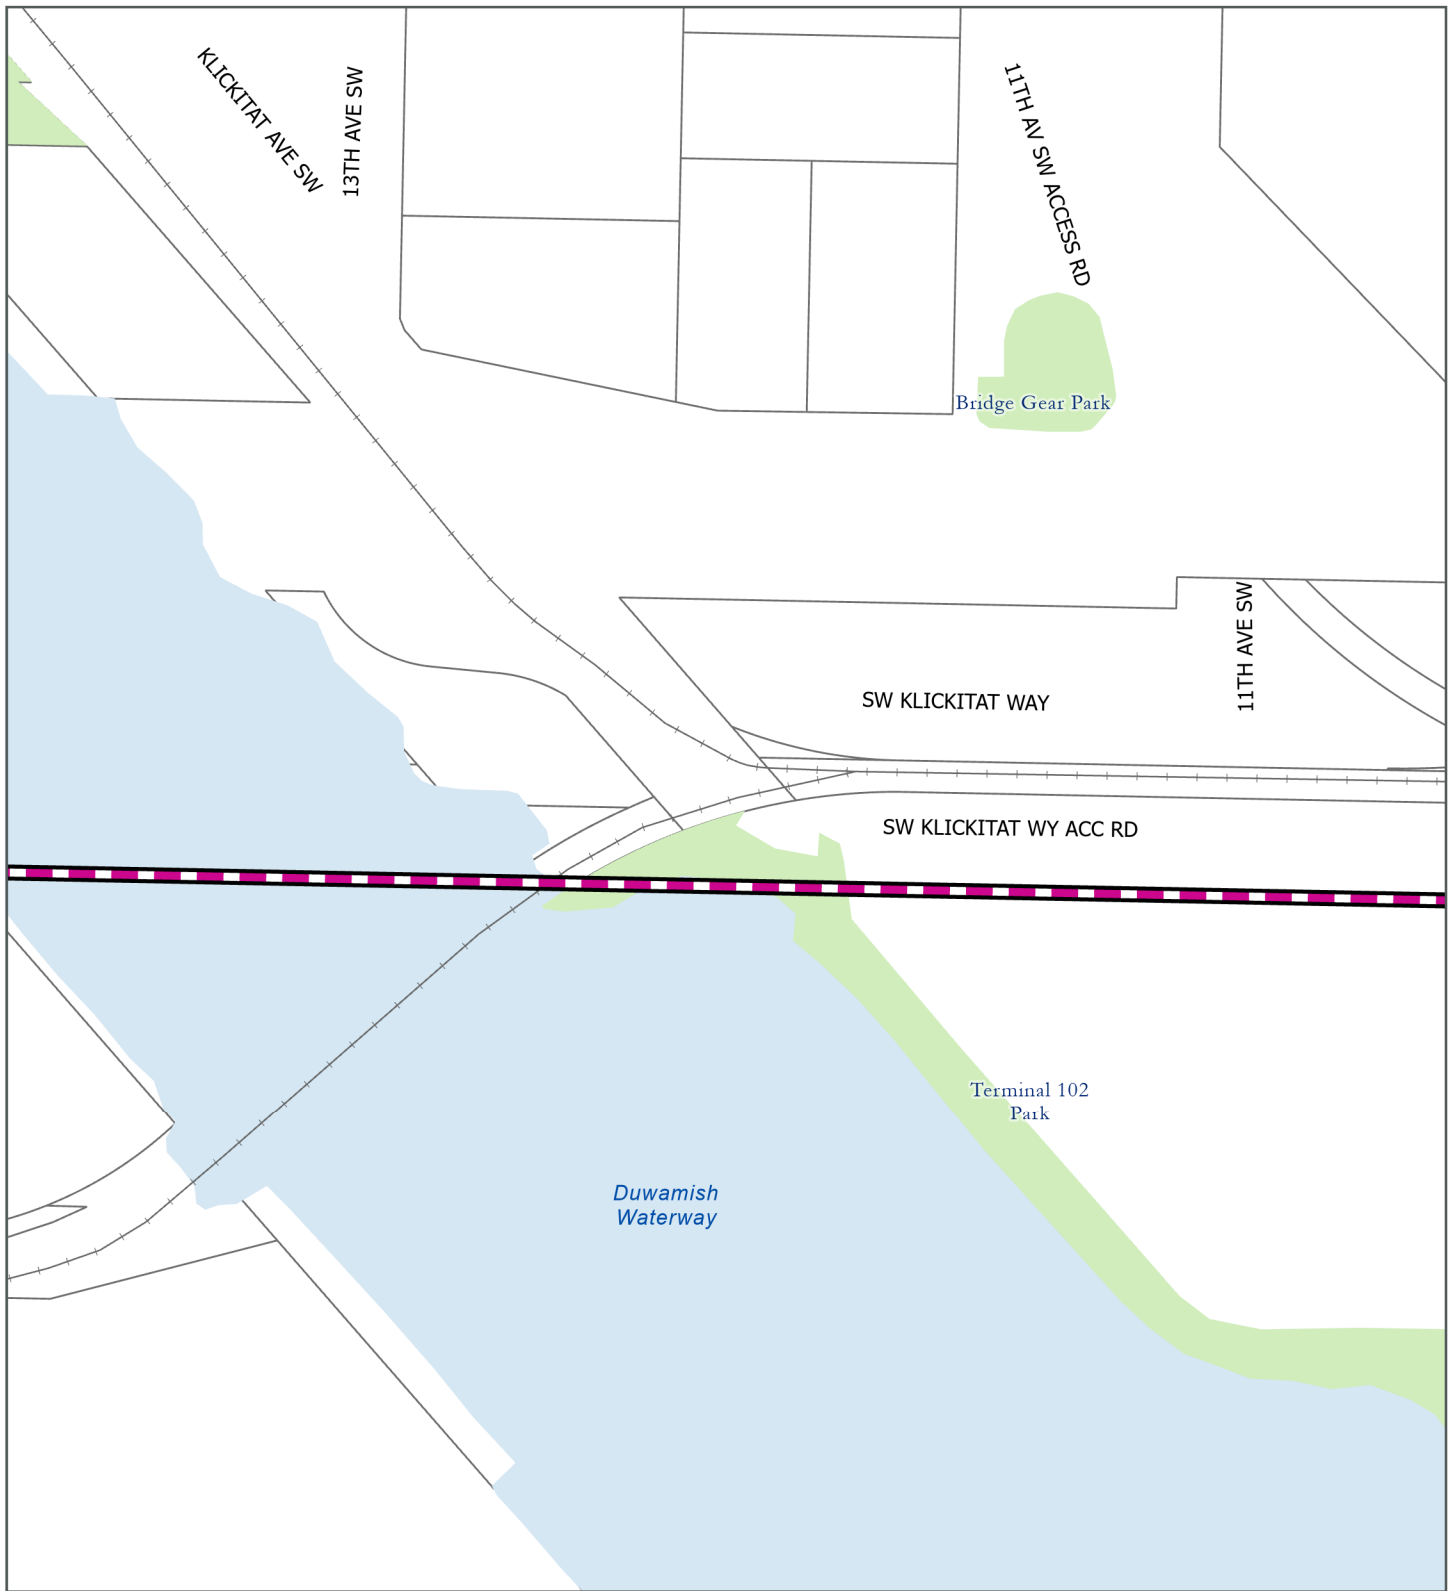 KLICKITAT AVE SW
13TH AVE SW
11TH AV SW ACCESS RD
Bridge Gear Park
11TH AVE SW
SW KLICKITAT WAY
SW KLICKITAT WY ACC RD
Terminal 102
Park
Duwamish
Waterway